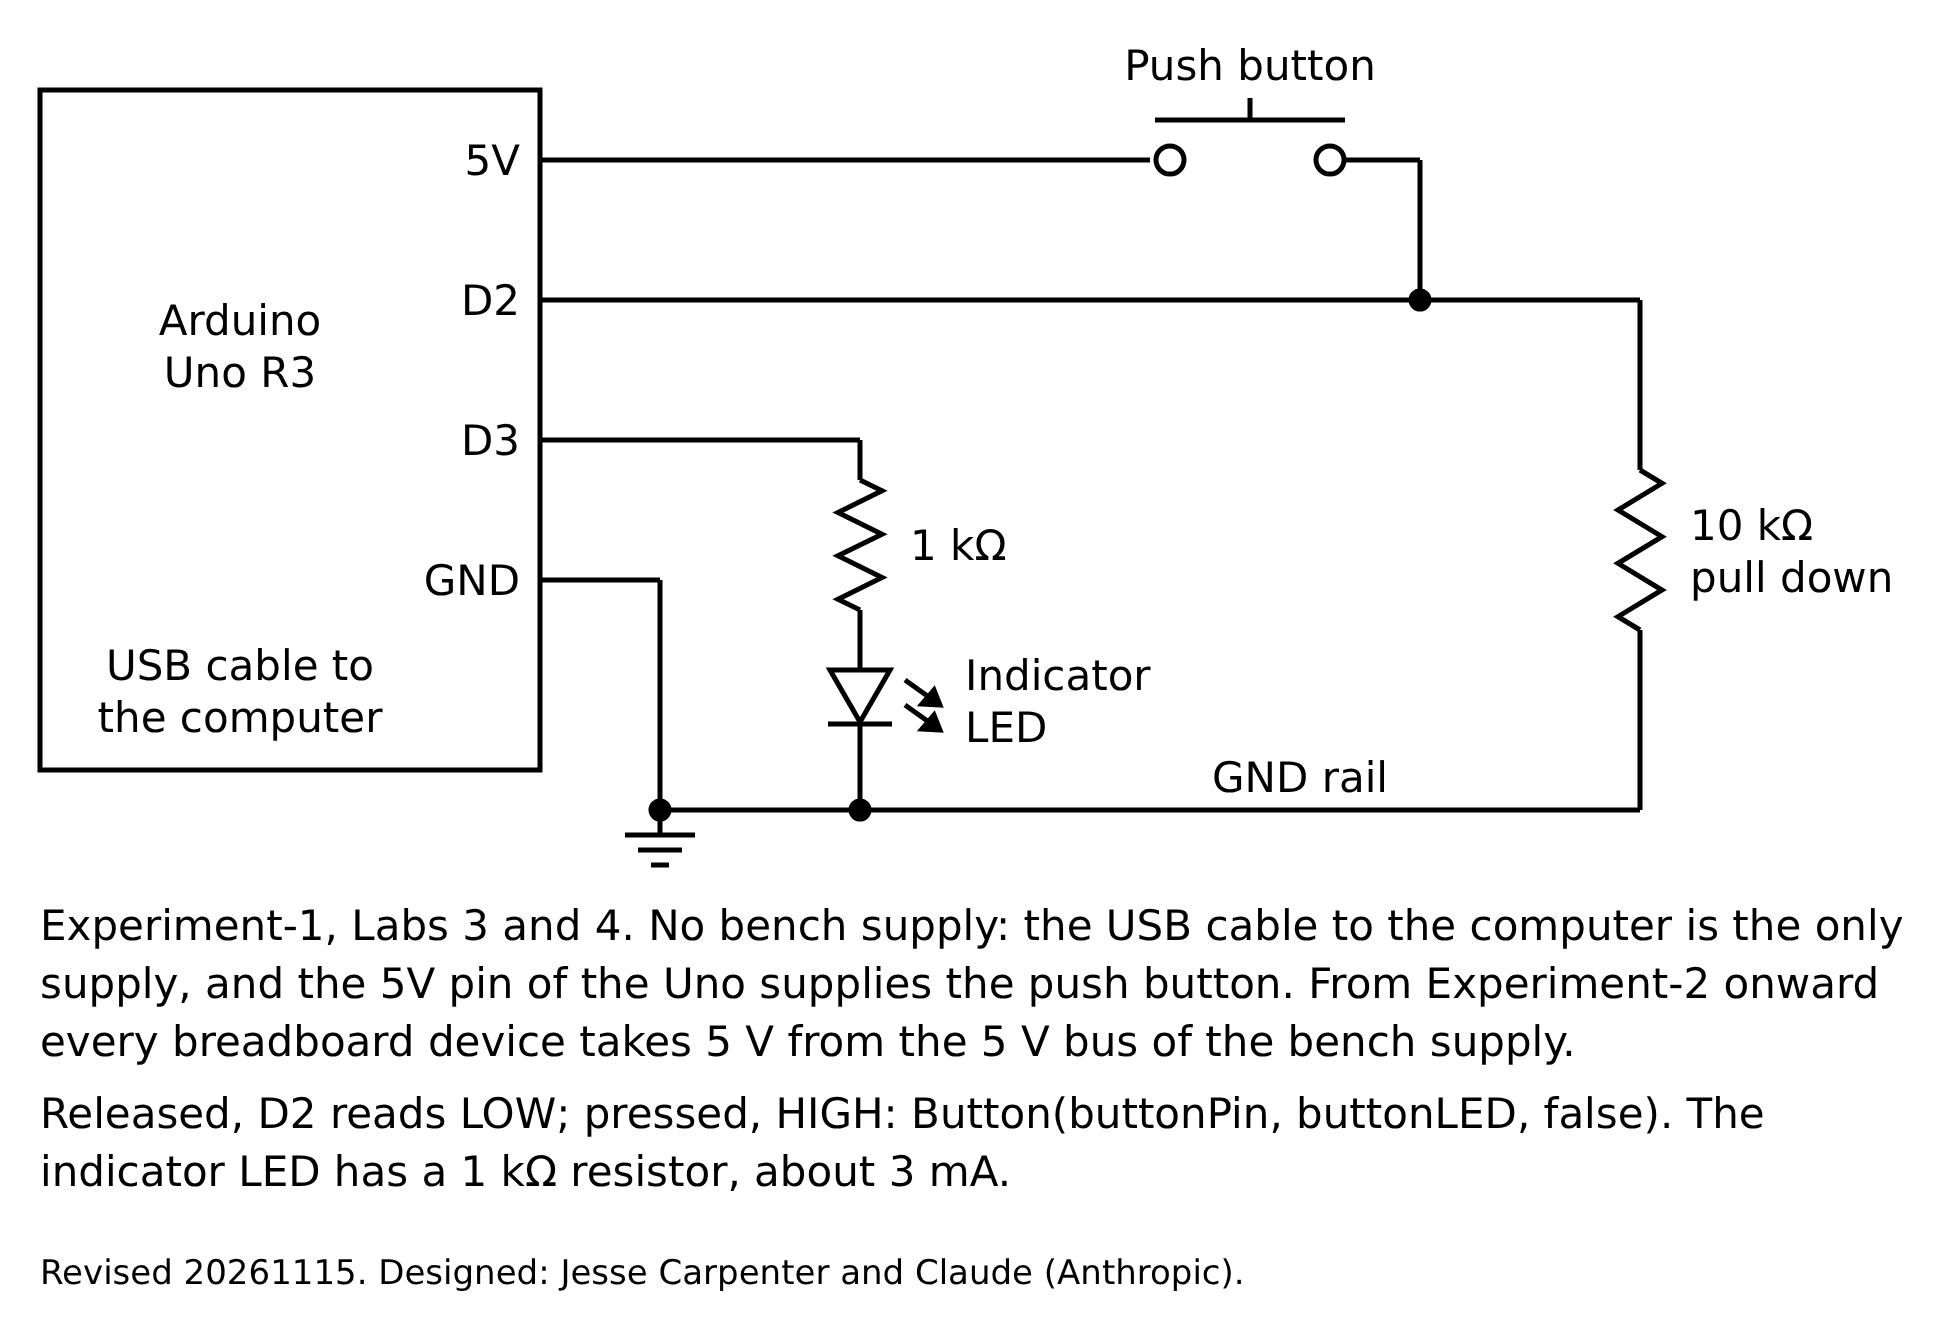 Push button
5V
D2
Arduino
Uno R3
D3
1 kΩ
10 kΩ
pull down
GND
USB cable to
the computer
Indicator
LED
GND rail
Experiment-1, Labs 3 and 4. No bench supply: the USB cable to the computer is the only
supply, and the 5V pin of the Uno supplies the push button. From Experiment-2 onward
every breadboard device takes 5 V from the 5 V bus of the bench supply.
Released, D2 reads LOW; pressed, HIGH: Button(buttonPin, buttonLED, false). The
indicator LED has a 1 kΩ resistor, about 3 mA.
Revised 20261115. Designed: Jesse Carpenter and Claude (Anthropic).